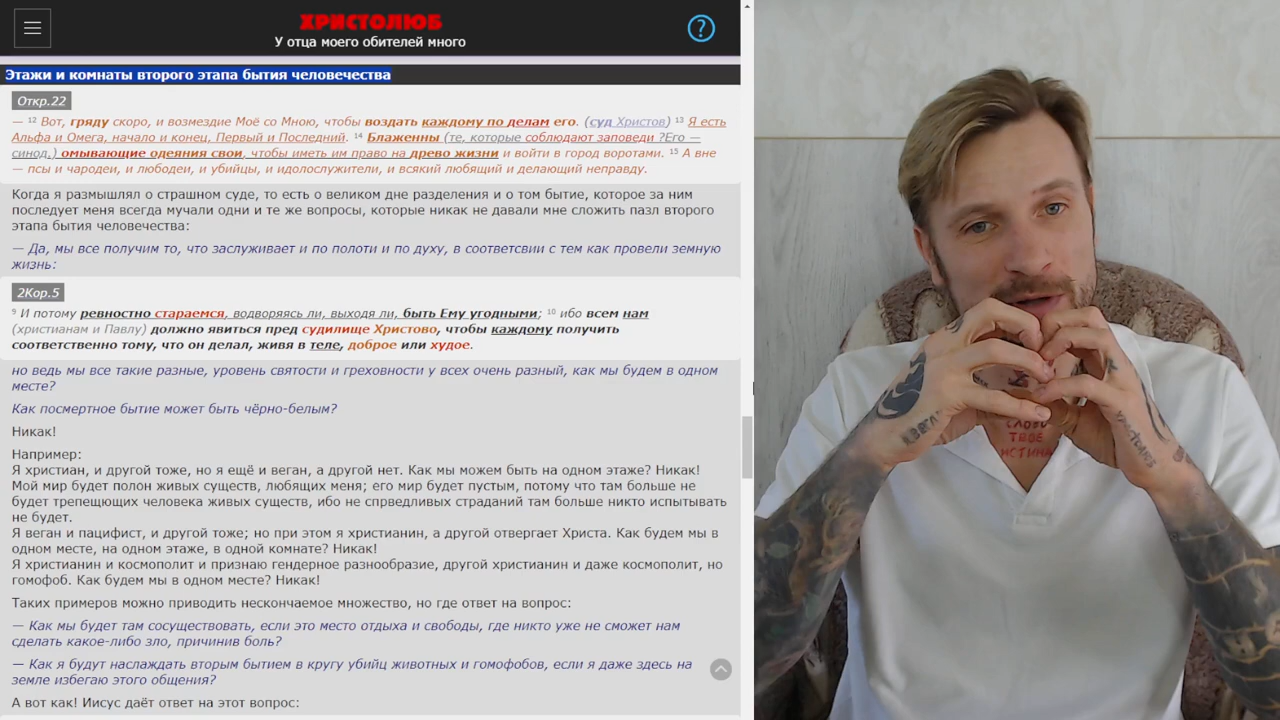 ХРИСТОЛЮБ
У отца моего обителей много
Этажи и комнаты второго этапа бытия человечества
Откр.22
— 12 Вот, гряду скоро, и возмездие Моё со Мною, чтобы воздать каждому по делам его. (суд Христов) 13 Я есть
Альфа и Омега, начало и конец, Первый и Последний. 14 Блаженны (те, которые соблюдают заповеди ?Его —
синод.) омывающие одеяния свои, чтобы иметь им право на древо жизни и войти в город воротами. 15 А вне
— псы и чародеи, и любодеи, и убийцы, и идолослужители, и всякий любящий и делающий неправду.
Когда я размышлял о страшном суде, то есть о великом дне разделения и о том бытие, которое за ним
последует меня всегда мучали одни и те же вопросы, которые никак не давали мне сложить пазл второго
этапа бытия человечества:
— Да, мы все получим то, что заслуживает и по полоти и по духу, в соответсвии с тем как провели земную
жизнь:
2Кор.5
9 И потому ревностно стараемся, водворяясь ли, выходя ли, быть Ему угодными; 10 ибо всем нам
(христианам и Павлу) должно явиться пред судилище Христово, чтобы каждому получить
соответственно тому, что он делал, живя в теле, доброе или худое.
но ведь мы все такие разные, уровень святости и греховности у всех очень разный, как мы будем в одном
месте?
Как посмертное бытие может быть чёрно-белым?
Никак!
Например:
Я христиан, и другой тоже, но я ещё и веган, а другой нет. Как мы можем быть на одном этаже? Никак!
Мой мир будет полон живых существ, любящих меня; его мир будет пустым, потому что там больше не
будет трепещющих человека живых существ, ибо не спрведливых страданий там больше никто испытывать
не будет.
Я веган и пацифист, и другой тоже; но при этом я христианин, а другой отвергает Христа. Как будем мы в
одном месте, на одном этаже, в одной комнате? Никак!
Я христианин и космополит и признаю гендерное разнообразие, другой христианин и даже космополит, но
гомофоб. Как будем мы в одном месте? Никак!
Таких примеров можно приводить нескончаемое множество, но где ответ на вопрос:
— Как мы будет там сосуществовать, если это место отдыха и свободы, где никто уже не сможет нам
сделать какое-либо зло, причинив боль?
— Как я будут наслаждать вторым бытием в кругу убийц животных и гомофобов, если я даже здесь на
земле избегаю этого общения?
А вот как! Иисус даёт ответ на этот вопрос:
СЛОВО
ТВОЕ
ИСТИНА